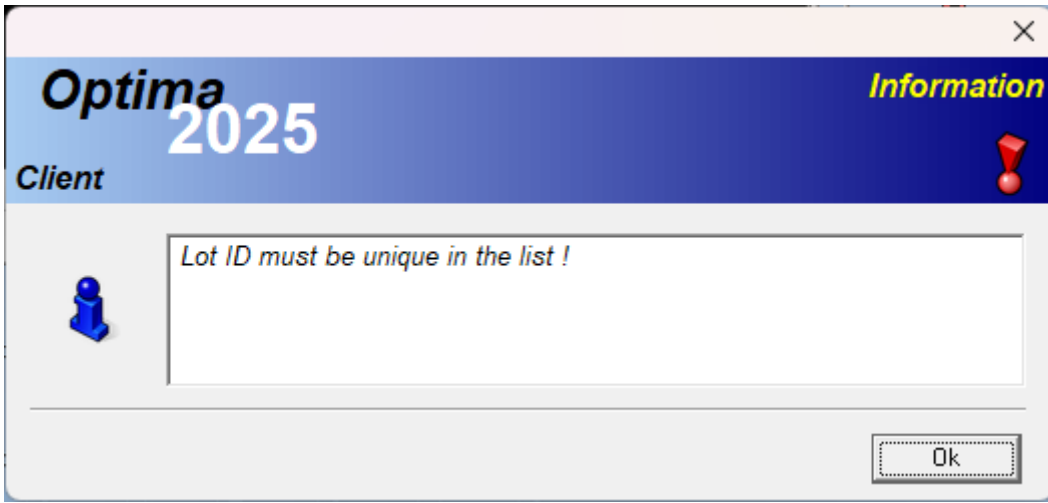 Optima
2025
Information
Client
Lot ID must be unique in the list !
Ok